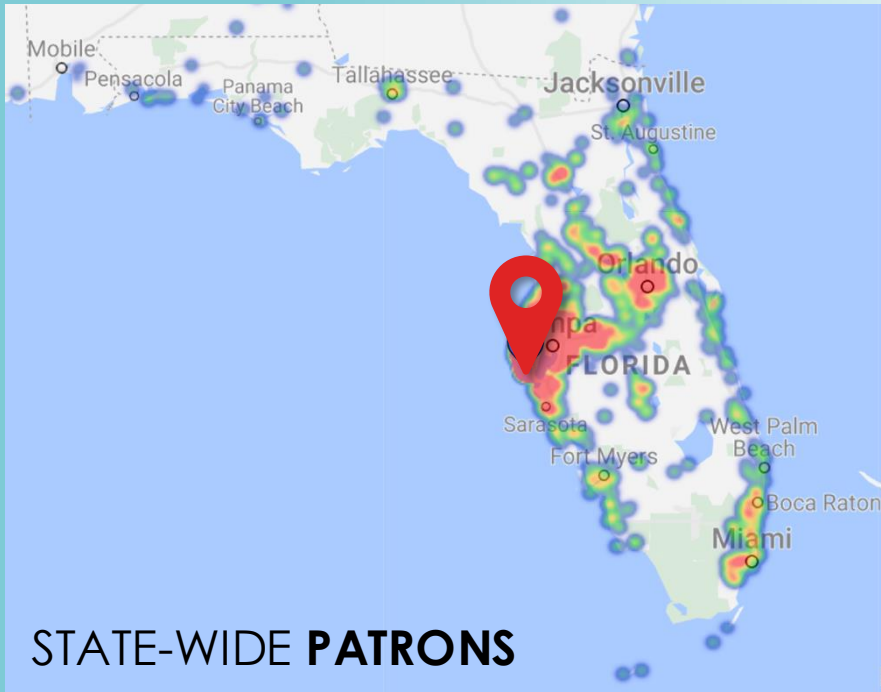 Mobile
Pensacola
Panama
City Beach
Tallahassee
Jacksonville
St. Augustine
Orlando
mpa
FLORIDA
Sarasota
Fort Myers
West Palm
Beach
Boca Raton
Miami
STATE-WIDE PATRONS